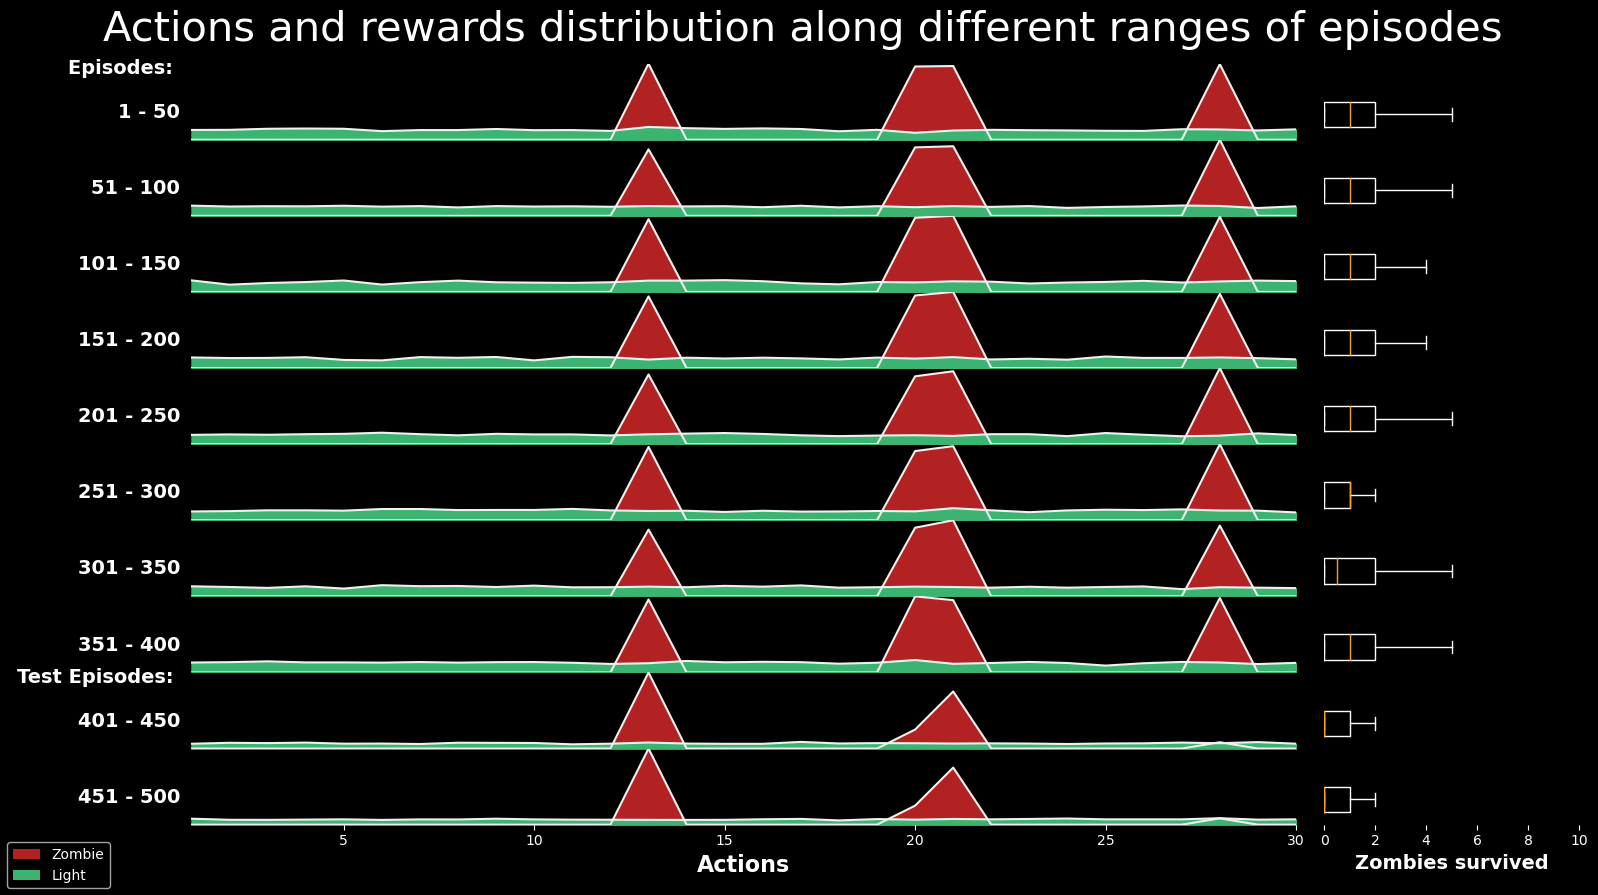 Actions and rewards distribution along different ranges of episodes
Episodes:
1 - 50
51 - 100
101 - 150
151 - 200
201 - 250
251 - 300
301 - 350
351 - 400
Test Episodes:
401 - 450
451 - 500
5 10 15 20 25 30
0 2 4 6 8 10
Actions
Zombies survived
Zombie
Light